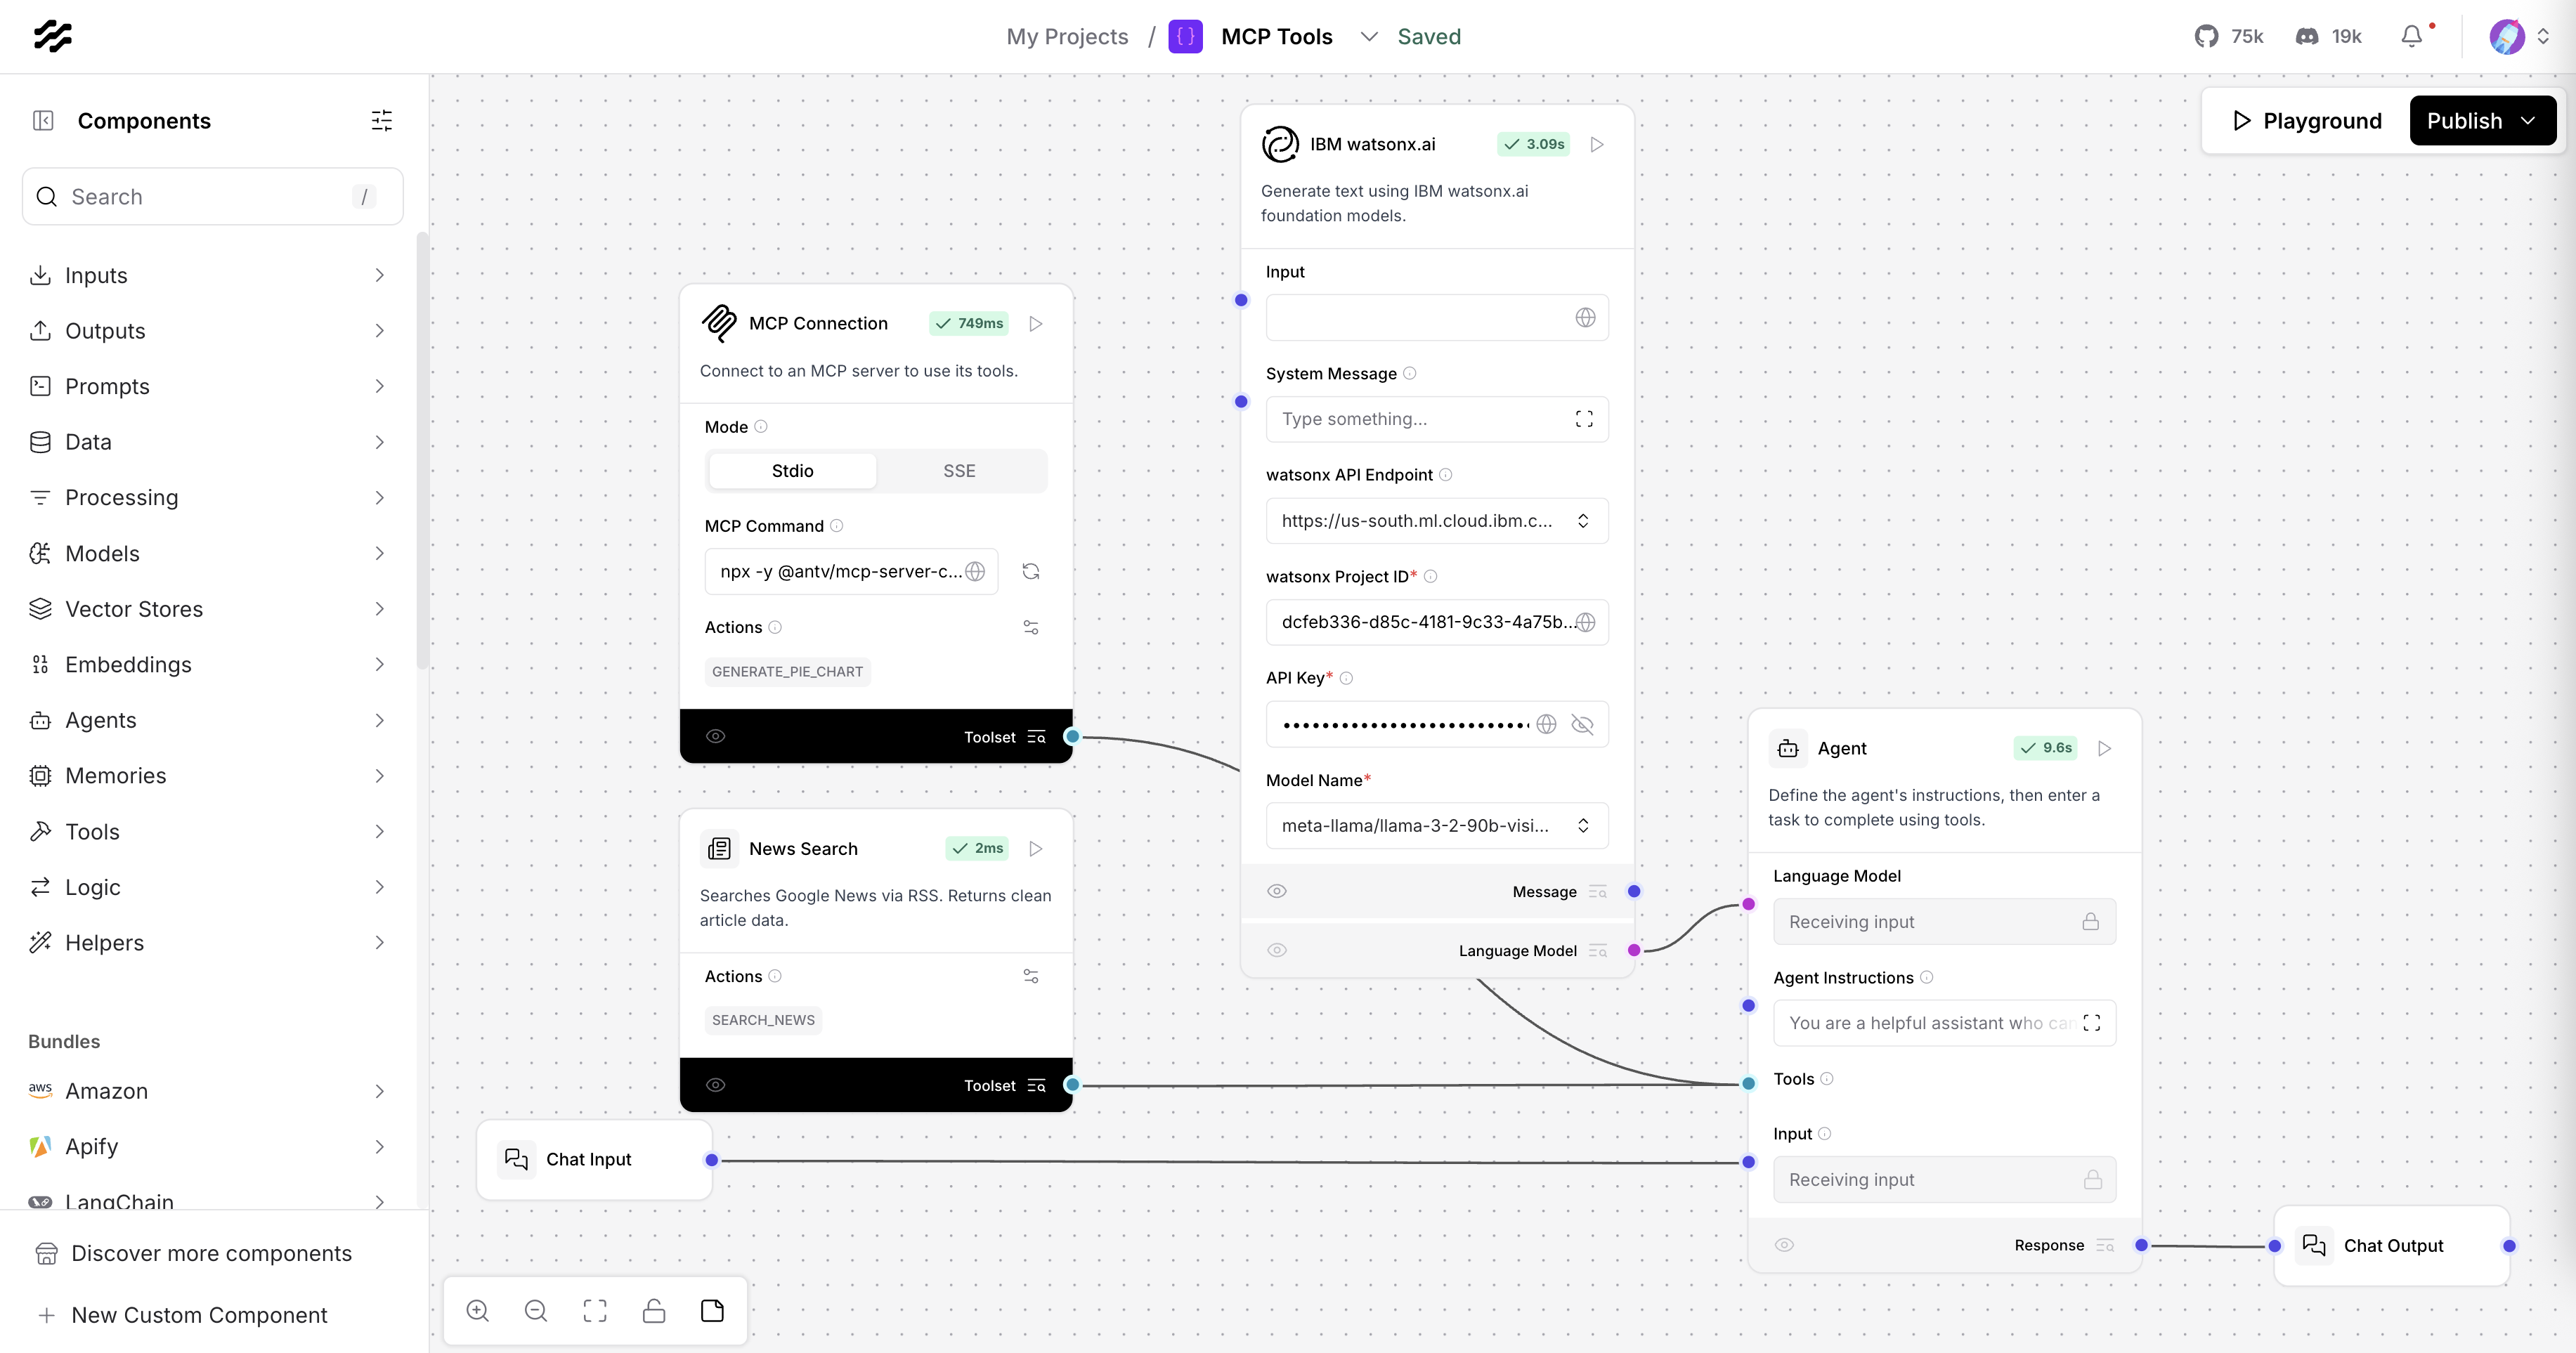 My Projects / MCP Tools Saved
75k 19k
Components
Search /
Inputs
Outputs
Prompts
Data
Processing
Models
Vector Stores
Embeddings
Agents
Memories
Tools
Logic
Helpers
Bundles
aws Amazon
Apify
LangChain
Discover more components
New Custom Component
Playground Publish
MCP Connection 749ms
Connect to an MCP server to use its tools.
Mode
Stdio SSE
MCP Command
npx -y @antv/mcp-server-c...
Actions
GENERATE_PIE_CHART
Toolset
News Search 2ms
Searches Google News via RSS. Returns clean
article data.
Actions
SEARCH_NEWS
Toolset
Chat Input
IBM watsonx.ai 3.09s
Generate text using IBM watsonx.ai
foundation models.
Input
System Message
Type something...
watsonx API Endpoint
https://us-south.ml.cloud.ibm.c...
watsonx Project ID*
dcfeb336-d85c-4181-9c33-4a75b...
API Key*
Model Name*
meta-llama/llama-3-2-90b-visi...
Message
Language Model
Agent 9.6s
Define the agent's instructions, then enter a
task to complete using tools.
Language Model
Receiving input
Agent Instructions
You are a helpful assistant who can
Tools
Input
Receiving input
Response
Chat Output